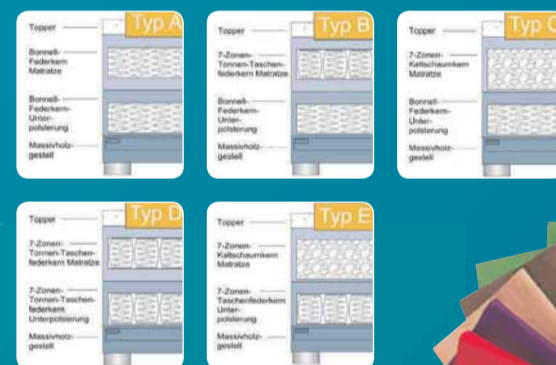 Typ A
Topper
Bonnell-
Federkern
Matratze
Bonnell-
Federkern-
Unter-
polsterung
Massivholz-
gestell
Typ B
Topper
7-Zonen-
Tonnen-Taschen-
federkern Matratze
Bonnell-
Federkern-
Unter-
polsterung
Massivholz-
gestell
Typ C
Topper
7-Zonen-
Kaltschaumkern
Matratze
Bonnell-
Federkern-
Unter-
polsterung
Massivholz-
gestell
Typ D
Topper
7-Zonen-
Tonnen-Taschen-
federkern Matratze
7-Zonen-
Tonnen-Taschen-
federkern
Unterpolsterung
Massivholz-
gestell
Typ E
Topper
7-Zonen-
Kaltschaumkern
Matratze
7-Zonen-
Taschenfederkern
Unter-
polsterung
Massivholz-
gestell